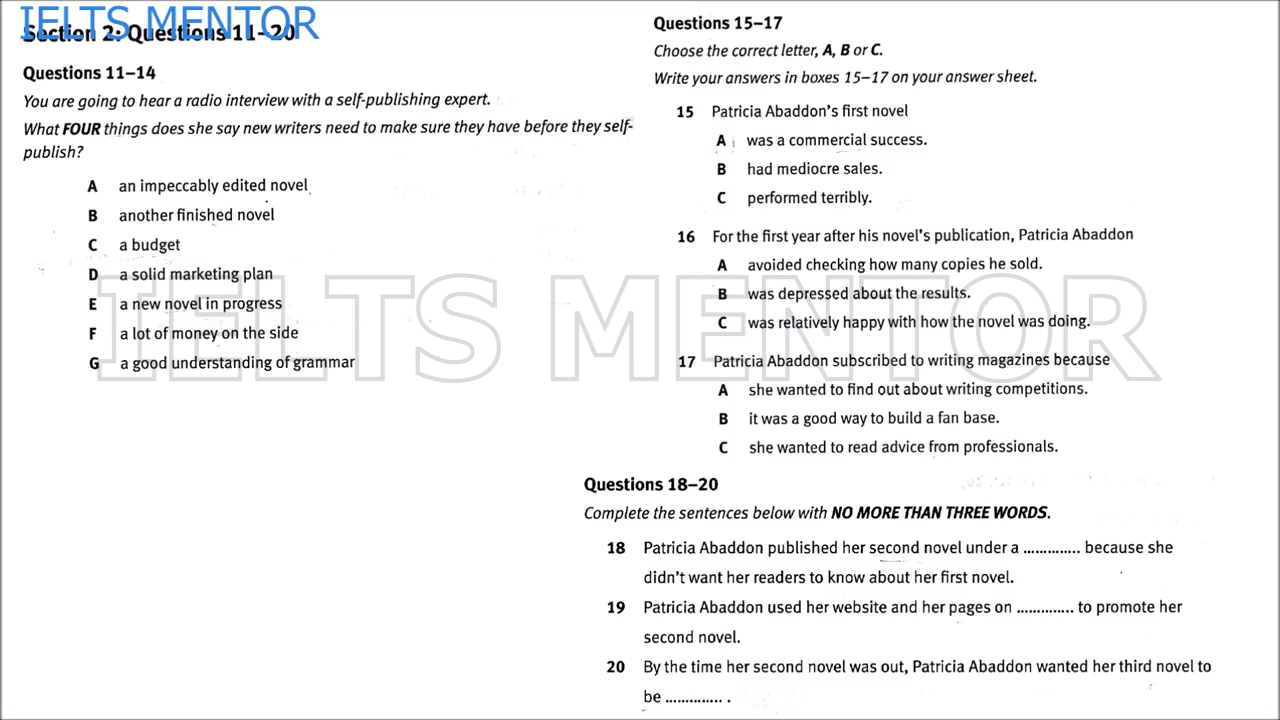 IELTS MENTOR
Section 2: Questions 11–20
Questions 11–14
You are going to hear a radio interview with a self-publishing expert.
What FOUR things does she say new writers need to make sure they have before they self-
publish?
A an impeccably edited novel
B another finished novel
C a budget
D a solid marketing plan
E a new novel in progress
F a lot of money on the side
G a good understanding of grammar
Questions 15–17
Choose the correct letter, A, B or C.
Write your answers in boxes 15–17 on your answer sheet.
15 Patricia Abaddon's first novel
A was a commercial success.
B had mediocre sales.
C performed terribly.
16 For the first year after his novel's publication, Patricia Abaddon
A avoided checking how many copies he sold.
B was depressed about the results.
C was relatively happy with how the novel was doing.
17 Patricia Abaddon subscribed to writing magazines because
A she wanted to find out about writing competitions.
B it was a good way to build a fan base.
C she wanted to read advice from professionals.
Questions 18–20
Complete the sentences below with NO MORE THAN THREE WORDS.
18 Patricia Abaddon published her second novel under a .............. because she
didn't want her readers to know about her first novel.
19 Patricia Abaddon used her website and her pages on .............. to promote her
second novel.
20 By the time her second novel was out, Patricia Abaddon wanted her third novel to
be .............. .
IELTS MENTOR